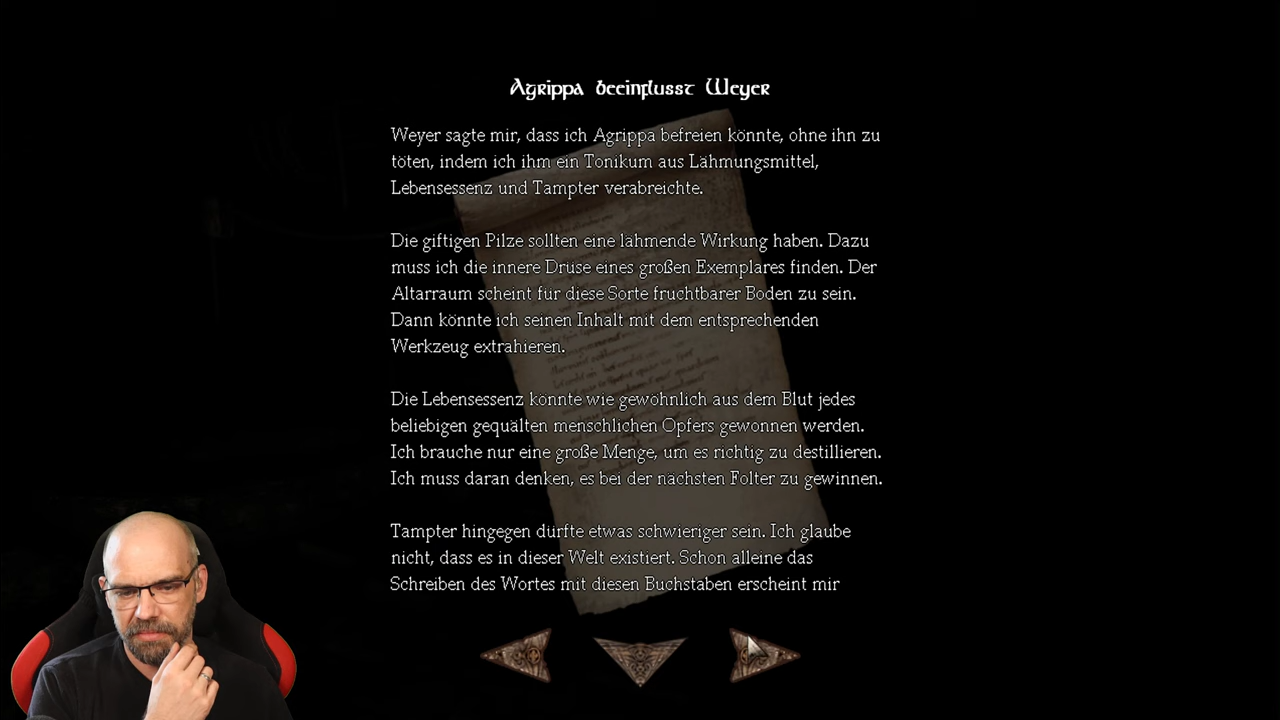 Agrippa beeinflusst Weyer
Weyer sagte mir, dass ich Agrippa befreien könnte, ohne ihn zu
töten, indem ich ihm ein Tonikum aus Lähmungsmittel,
Lebensessenz und Tampter verabreichte.
Die giftigen Pilze sollten eine lahmende Wirkung haben. Dazu
muss ich die innere Drüse eines großen Exemplares finden. Der
Altarraum scheint für diese Sorte fruchtbarer Boden zu sein.
Dann könnte ich seinen Inhalt mit dem entsprechenden
Werkzeug extrahieren.
Die Lebensessenz könnte wie gewöhnlich aus dem Blut jedes
beliebigen gequälten menschlichen Opfers gewonnen werden.
Ich brauche nur eine große Menge, um es richtig zu destillieren.
Ich muss daran denken, es bei der nächsten Folter zu gewinnen.
Tampter hingegen dürfte etwas schwieriger sein. Ich glaube
nicht, dass es in dieser Welt existiert. Schon alleine das
Schreiben des Wortes mit diesen Buchstaben erscheint mir